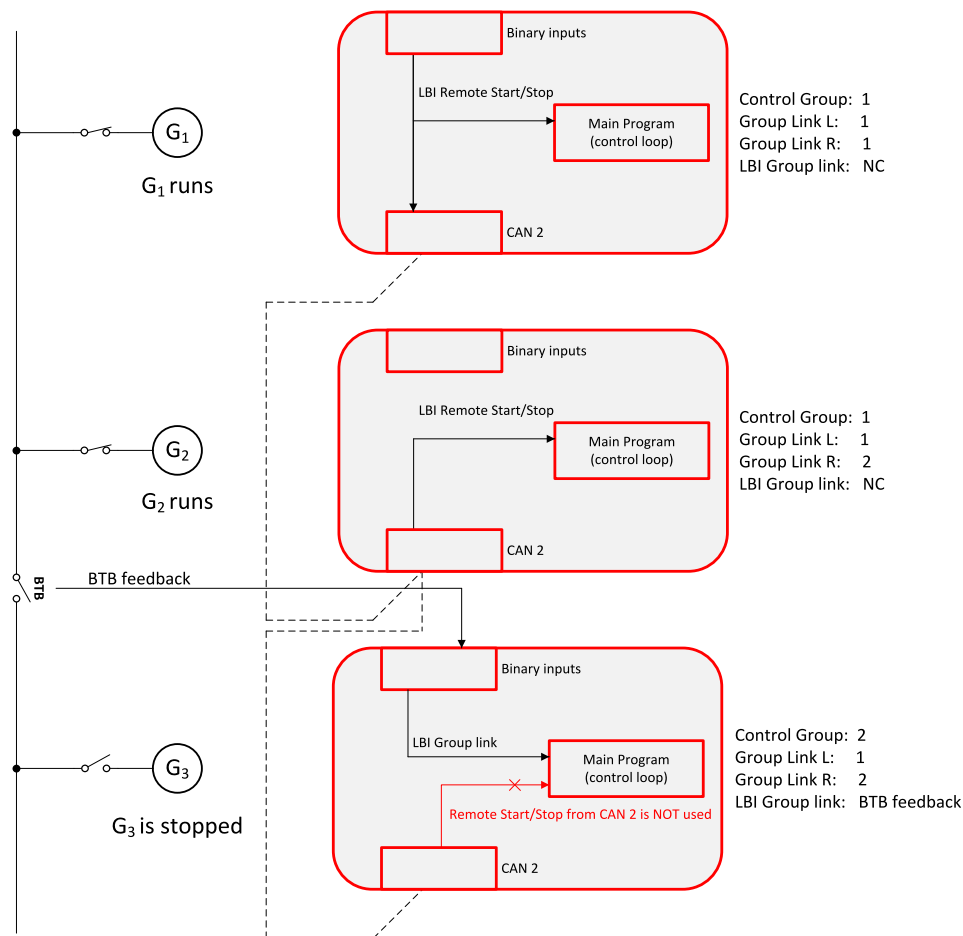 Binary inputs
LBI Remote Start/Stop
Main Program
(control loop)
CAN 2
Control Group: 1
Group Link L: 1
Group Link R: 1
LBI Group link: NC
G1
G1 runs
Binary inputs
LBI Remote Start/Stop
Main Program
(control loop)
CAN 2
Control Group: 1
Group Link L: 1
Group Link R: 2
LBI Group link: NC
G2
G2 runs
BTB
BTB feedback
Binary inputs
LBI Group link
Main Program
(control loop)
Remote Start/Stop from CAN 2 is NOT used
CAN 2
Control Group: 2
Group Link L: 1
Group Link R: 2
LBI Group link: BTB feedback
G3
G3 is stopped